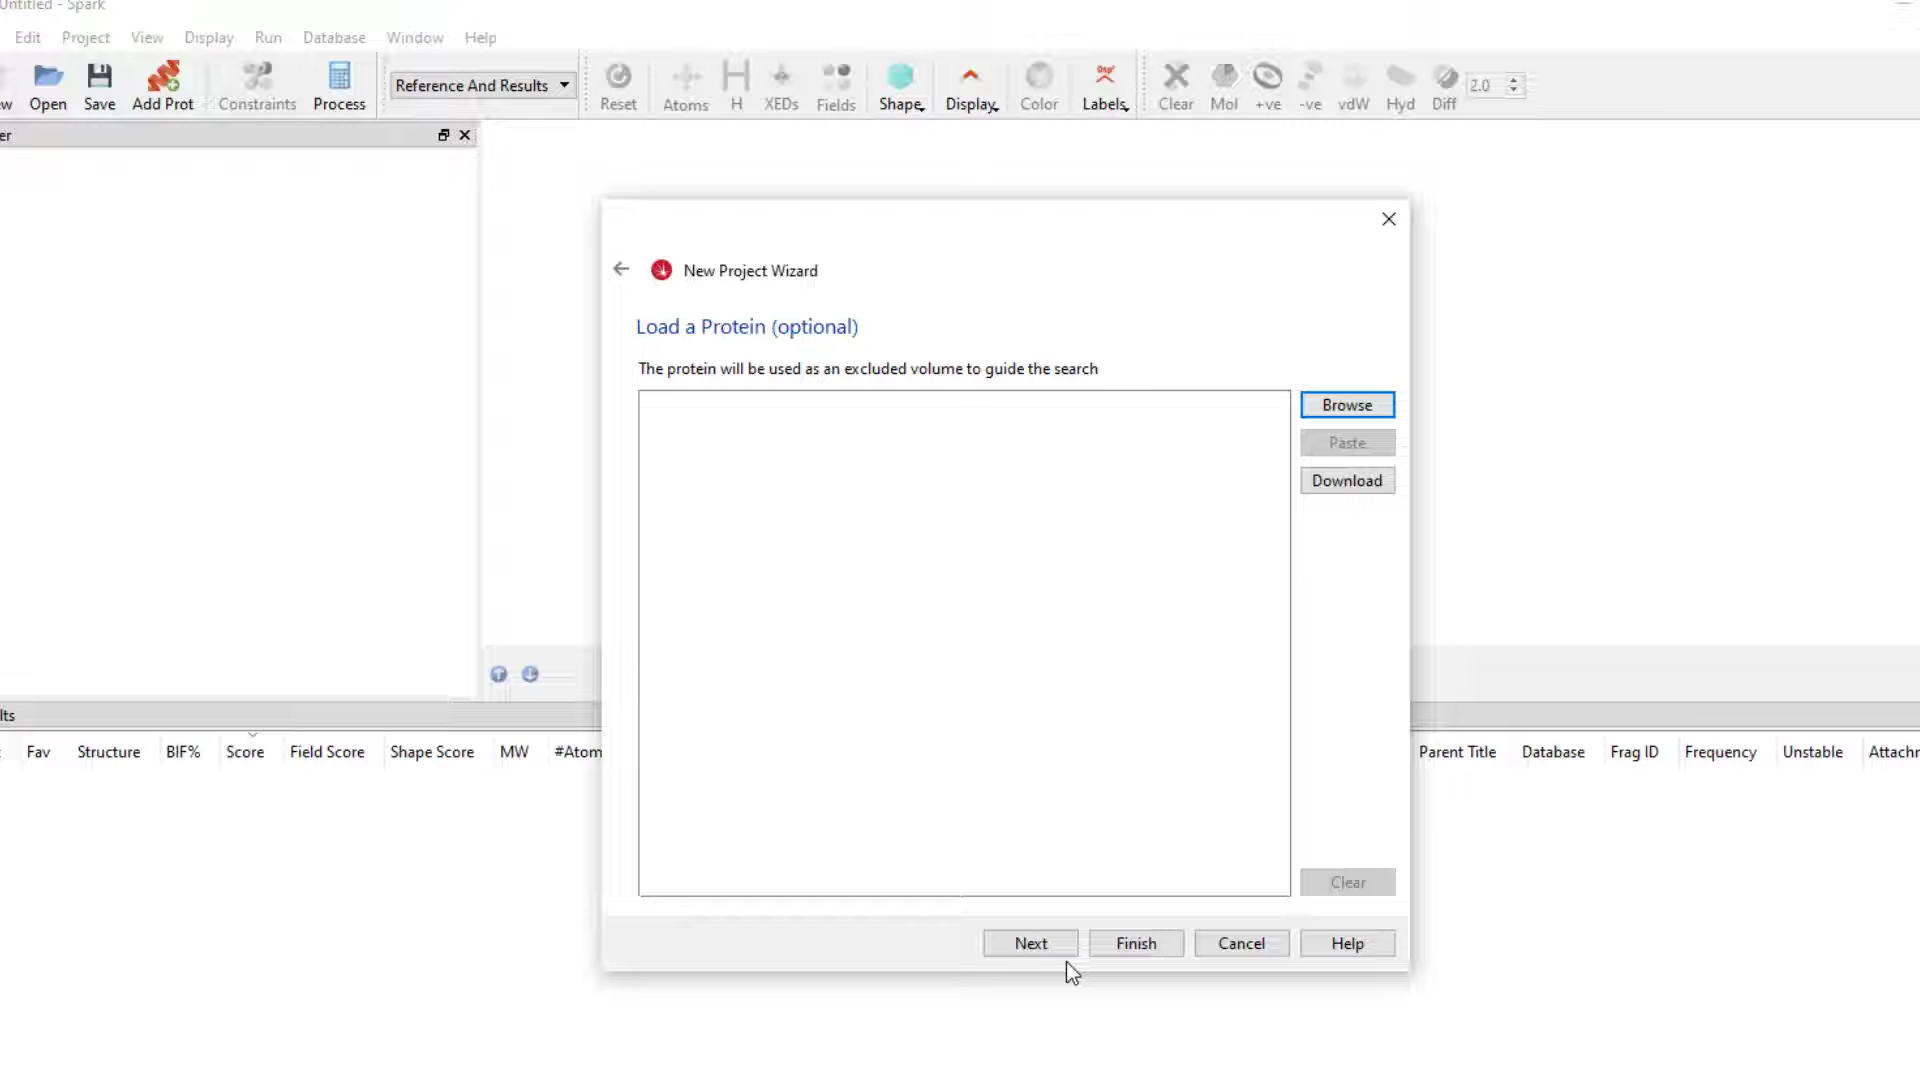 Untitled - Spark
Edit Project View Display Run Database Window Help
Open Save Add Prot Constraints Process Reference And Results Reset Atoms H XEDs Fields Shape Display Color Labels Clear Mol +ve -ve vdW Hyd Diff 2.0
New Project Wizard
Load a Protein (optional)
The protein will be used as an excluded volume to guide the search
Browse
Paste
Download
Clear
Next Finish Cancel Help
Fav Structure BIF% Score Field Score Shape Score MW #Atom Parent Title Database Frag ID Frequency Unstable Attachr